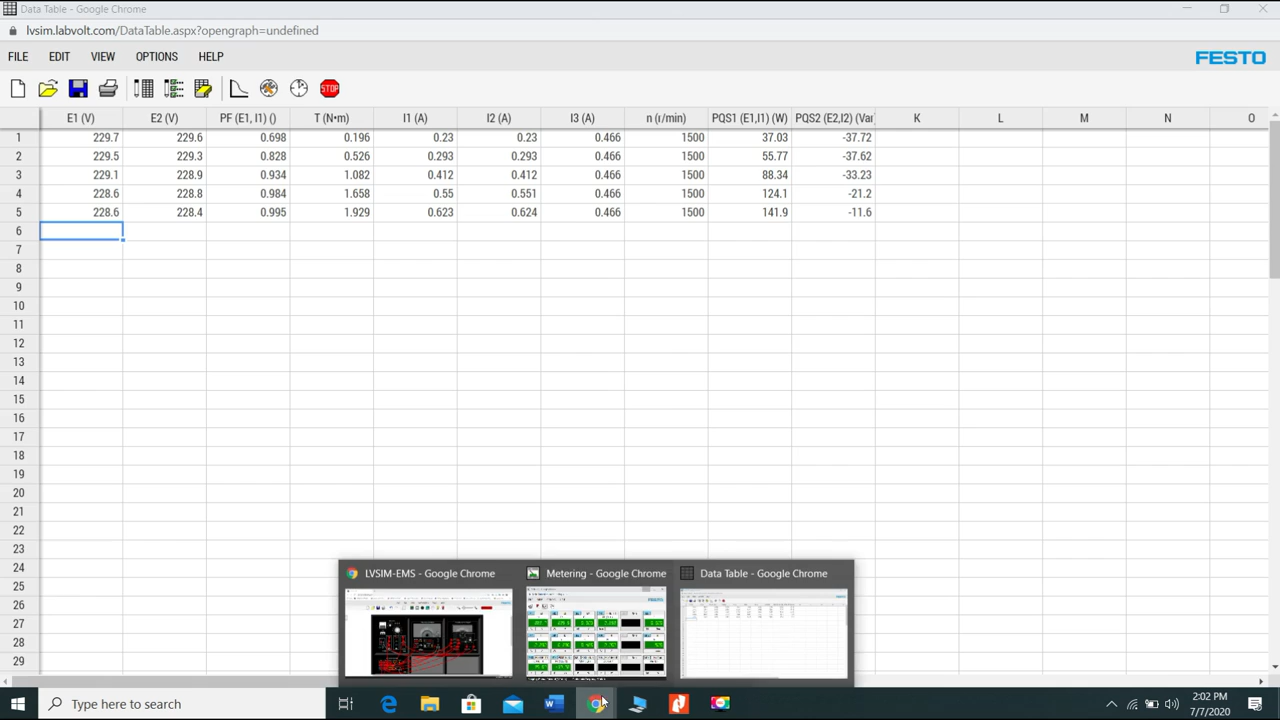 Data Table - Google Chrome
lvsim.labvolt.com/DataTable.aspx?opengraph=undefined
FILE EDIT VIEW OPTIONS HELP
FESTO
STOP
E1 (V) E2 (V) PF (E1, I1) () T (N•m) I1 (A) I2 (A) I3 (A) n (r/min) PQS1 (E1,I1) (W) PQS2 (E2,I2) (Var K L M N O
1 229.7 229.6 0.698 0.196 0.23 0.23 0.466 1500 37.03 -37.72
2 229.5 229.3 0.828 0.526 0.293 0.293 0.466 1500 55.77 -37.62
3 229.1 228.9 0.934 1.082 0.412 0.412 0.466 1500 88.34 -33.23
4 228.6 228.8 0.984 1.658 0.55 0.551 0.466 1500 124.1 -21.2
5 228.6 228.4 0.995 1.929 0.623 0.624 0.466 1500 141.9 -11.6
6
7
8
9
10
11
12
13
14
15
16
17
18
19
20
21
22
23
24
25
26
27
28
29
LVSIM-EMS - Google Chrome Metering - Google Chrome Data Table - Google Chrome
Type here to search
2:02 PM
7/7/2020